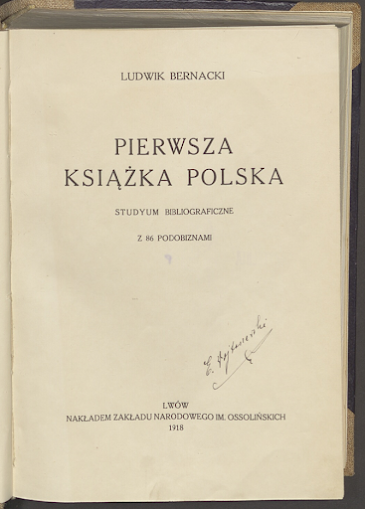 LUDWIK BERNACKI
PIERWSZA
KSIĄŻKA POLSKA
STUDYUM BIBLIOGRAFICZNE
Z 86 PODOBIZNAMI
LWÓW
NAKŁADEM ZAKŁADU NARODOWEGO IM. OSSOLIŃSKICH
1918